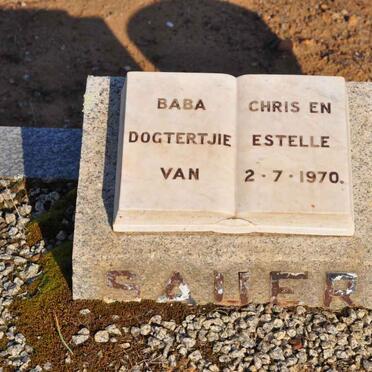 BABA
DOGTERTJIE
VAN
CHRIS EN
ESTELLE
2·7·1970.
SAUER